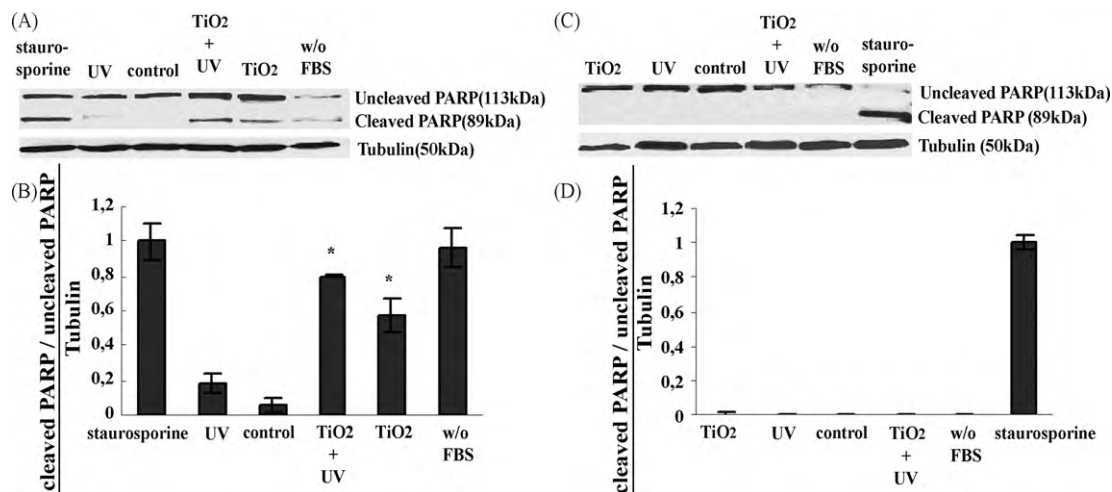 (A)
stauro-
sporine
UV
control
TiO2
+
UV
TiO2
w/o
FBS
Uncleaved PARP(113kDa)
Cleaved PARP(89kDa)
Tubulin(50kDa)
(B)
cleaved PARP / uncleaved PARP
Tubulin
1,2
1
0,8
0,6
0,4
0,2
0
*
*
staurosporine
UV
control
TiO2
+
UV
TiO2
w/o
FBS
(C)
TiO2
UV
control
TiO2
+
UV
w/o
FBS
stauro-
sporine
Uncleaved PARP(113kDa)
Cleaved PARP (89kDa)
Tubulin (50kDa)
(D)
cleaved PARP / uncleaved PARP
Tubulin
1,2
1
0,8
0,6
0,4
0,2
0
TiO2
UV
control
TiO2
+
UV
w/o
FBS
staurosporine